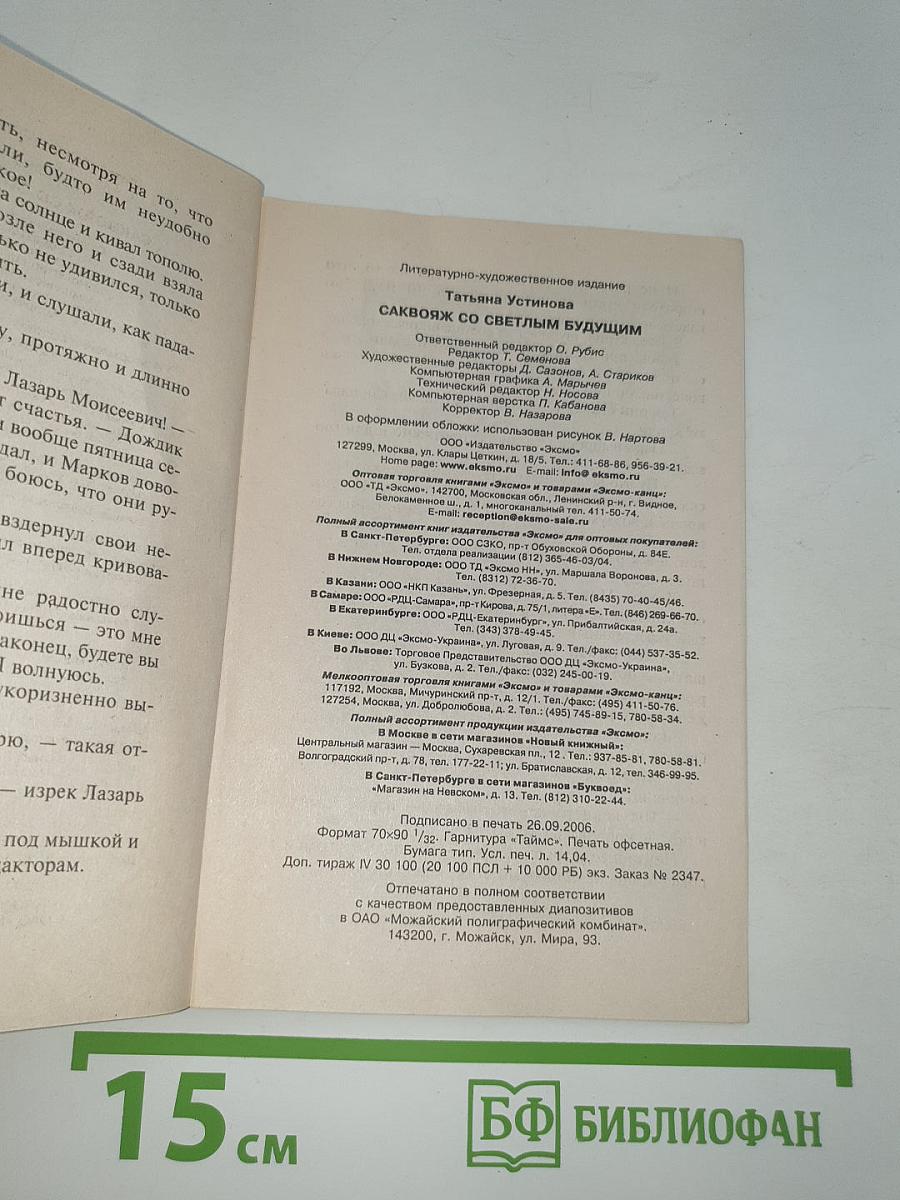 ть, несмотря на то, что
ли, будто им неудобно
кое!
а солнце и кивал тополю.
озле него и сзади взяла
ько не удивился, только
ить.
и, и слушали, как пада-
у, протяжно и длинно
Лазарь Моисеевич! —
т счастья. — Дождик
и вообще пятница се-
дал, и Марков дово-
боюсь, что они ру-
вздернул свои не-
л вперед кривова-
не радостно слу-
ришься — это мне
аконец, будете вы
Я волнуюсь.
укоризненно вы-
рю, — такая от-
— изрек Лазарь
под мышкой и
дакторам.
Литературно-художественное издание
Татьяна Устинова
САКВОЯЖ СО СВЕТЛЫМ БУДУЩИМ
Ответственный редактор О. Рубис
Редактор Т. Семенова
Художественные редакторы Д. Сазонов, А. Стариков
Компьютерная графика А. Марычев
Технический редактор Н. Носова
Компьютерная верстка П. Кабанова
Корректор В. Назарова
В оформлении обложки использован рисунок В. Нартова
ООО «Издательство «Эксмо»
127299, Москва, ул. Клары Цеткин, д. 18/5. Тел.: 411-68-86, 956-39-21.
Home page: www.eksmo.ru E-mail: info@ eksmo.ru
Оптовая торговля книгами «Эксмо» и товарами «Эксмо-канц»:
ООО «ТД «Эксмо». 142700, Московская обл., Ленинский р-н, г. Видное,
Белокаменное ш., д. 1, многоканальный тел. 411-50-74.
E-mail: reception@eksmo-sale.ru
Полный ассортимент книг издательства «Эксмо» для оптовых покупателей:
В Санкт-Петербурге: ООО СЗКО, пр-т Обуховской Обороны, д. 84Е.
Тел. отдела реализации (812) 365-46-03/04.
В Нижнем Новгороде: ООО ТД «Эксмо НН», ул. Маршала Воронова, д. 3.
Тел. (8312) 72-36-70.
В Казани: ООО «НКП Казань», ул. Фрезерная, д. 5. Тел. (8435) 70-40-45/46.
В Самаре: ООО «РДЦ-Самара», пр-т Кирова, д. 75/1, литера «Е». Тел. (846) 269-66-70.
В Екатеринбурге: ООО «РДЦ-Екатеринбург», ул. Прибалтийская, д. 24а.
Тел. (343) 378-49-45.
В Киеве: ООО ДЦ «Эксмо-Украина», ул. Луговая, д. 9. Тел./факс: (044) 537-35-52.
Во Львове: Торговое Представительство ООО ДЦ «Эксмо-Украина»,
ул. Бузкова, д. 2. Тел./факс: (032) 245-00-19.
Мелкооптовая торговля книгами «Эксмо» и товарами «Эксмо-канц»:
117192, Москва, Мичуринский пр-т, д. 12/1. Тел./факс: (495) 411-50-76.
127254, Москва, ул. Добролюбова, д. 2. Тел.: (495) 745-89-15, 780-58-34.
Полный ассортимент продукции издательства «Эксмо»:
В Москве в сети магазинов «Новый книжный»:
Центральный магазин — Москва, Сухаревская пл., 12 . Тел.: 937-85-81, 780-58-81.
Волгоградский пр-т, д. 78, тел. 177-22-11; ул. Братиславская, д. 12, тел. 346-99-95.
В Санкт-Петербурге в сети магазинов «Буквоед»:
«Магазин на Невском», д. 13. Тел. (812) 310-22-44.
Подписано в печать 26.09.2006.
Формат 70×90 1/32. Гарнитура «Таймс». Печать офсетная.
Бумага тип. Усл. печ. л. 14,04.
Доп. тираж IV 30 100 (20 100 ПСЛ + 10 000 РБ) экз. Заказ № 2347.
Отпечатано в полном соответствии
с качеством предоставленных диапозитивов
в ОАО «Можайский полиграфический комбинат».
143200, г. Можайск, ул. Мира, 93.
15 см
БФ БИБЛИОФАН